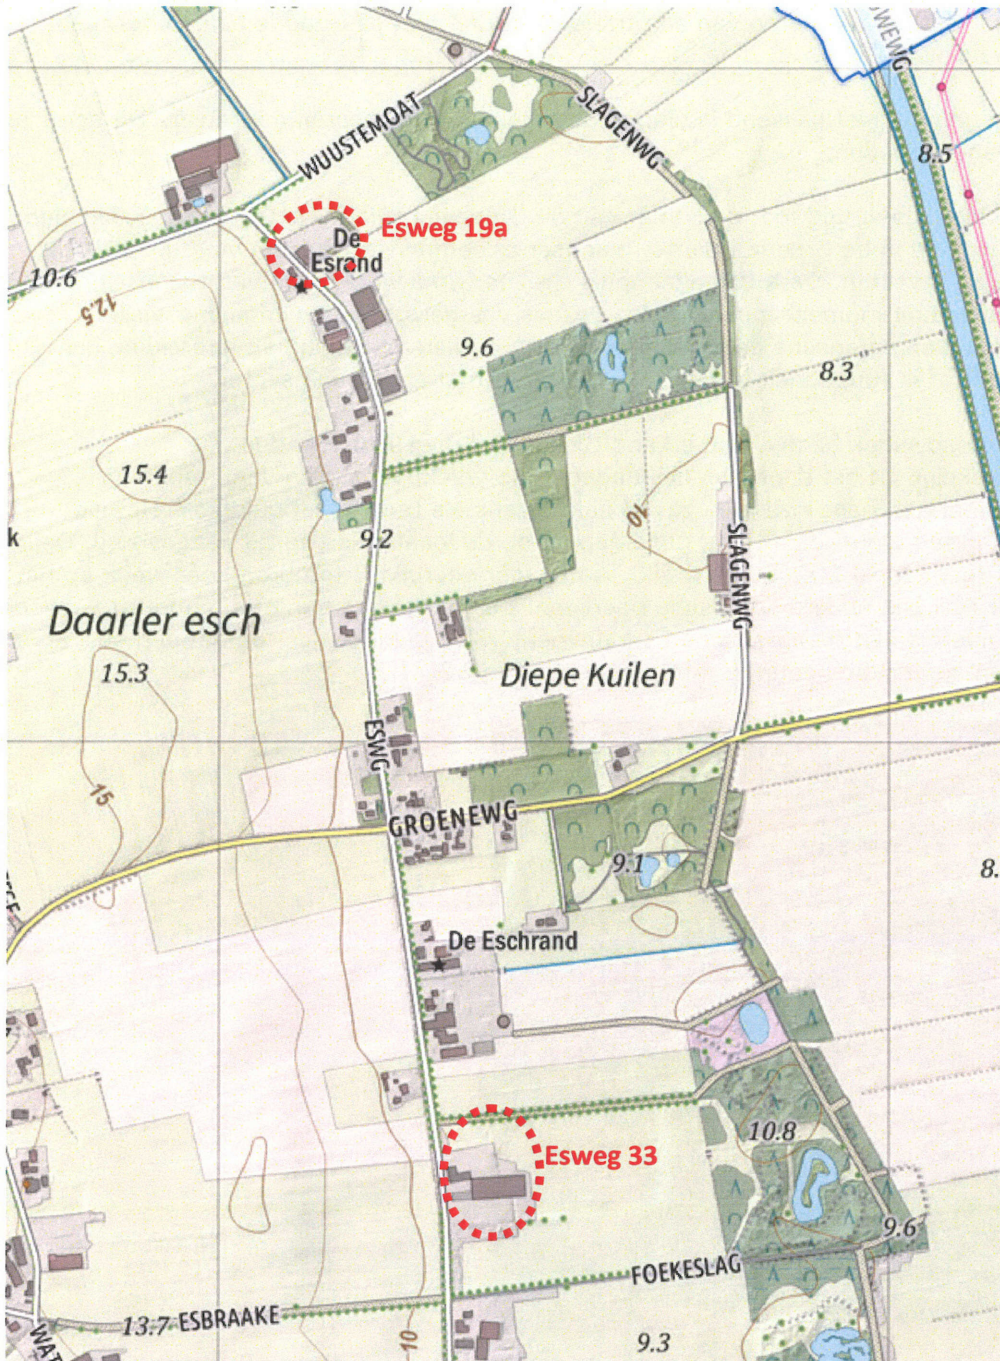 WUUSTEMOAT
SLAGENWG
8.5
De
Esrand
Esweg 19a
10.6
12.5
9.6
8.3
15.4
10
9.2
k
SLAGENWG
Daarler esch
15.3
Diepe Kuilen
ESWG
15
GROENEWG
9.1
8.
De Eschrand
10.8
Esweg 33
9.6
FOEKESLAG
13.7 ESBRAAKE
10
9.3
WAT